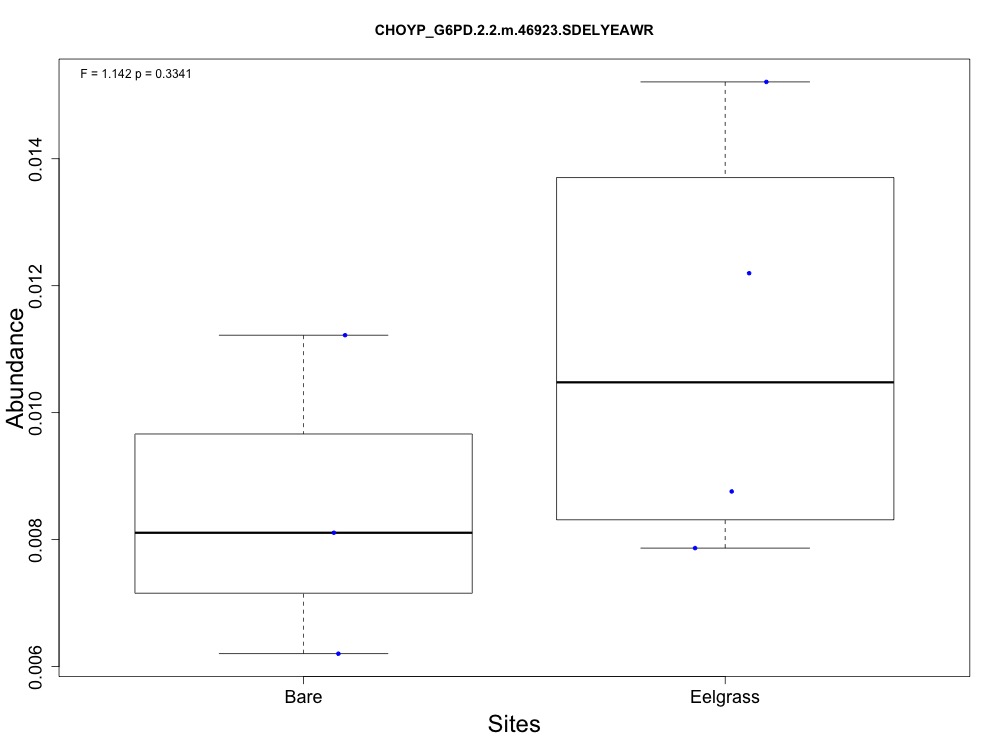 CHOYP_G6PD.2.2.m.46923.SDELYEAWR
F = 1.142 p = 0.3341
0.014
0.012
0.010
0.008
0.006
Abundance
Bare
Eelgrass
Sites